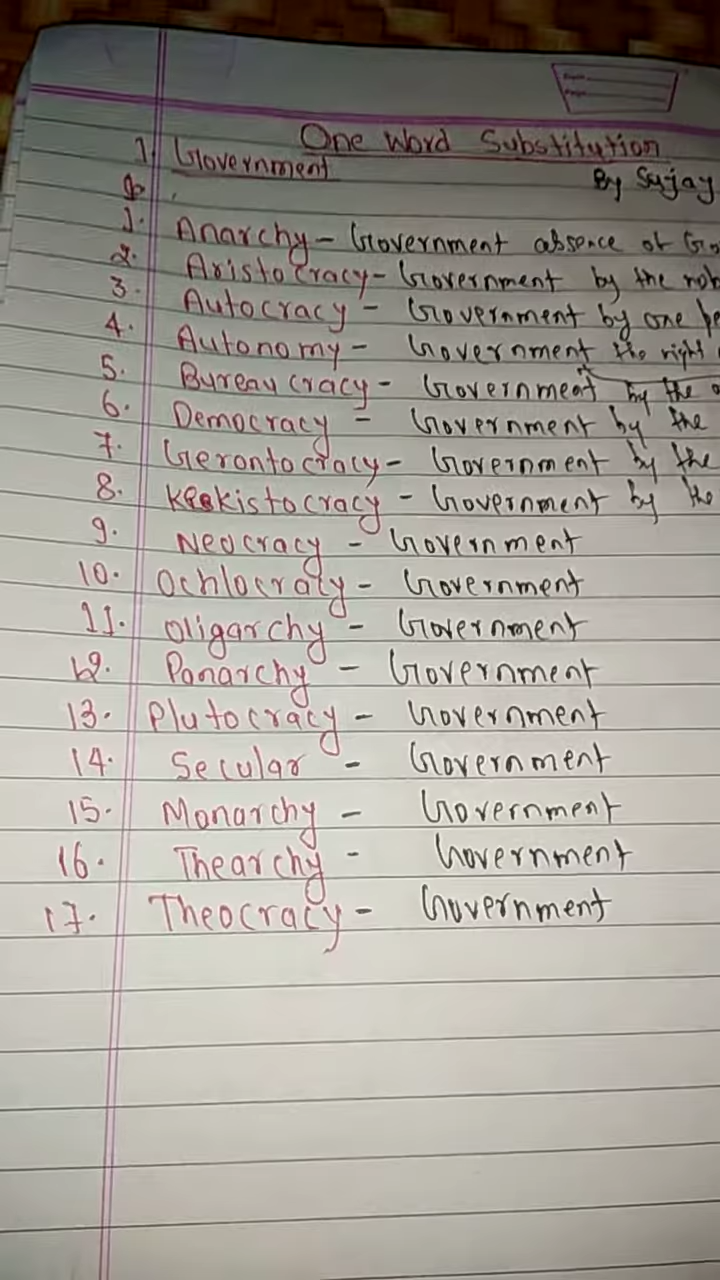 One Word Substitution
1. Government
By Sujay
1. Anarchy - Government absence of
2. Aristocracy - Government by the
3. Autocracy - Government by one
4. Autonomy - Government the right
5. Bureaucracy - Government by the
6. Democracy - Government by the
7. Gerontocracy - Government by the
8. Kakistocracy - Government by the
9. Neocracy - Government
10. Ochlocraty - Government
11. Oligarchy - Government
12. Panarchy - Government
13. Plutocracy - Government
14. Secular - Government
15. Monarchy - Government
16. Thearchy - Government
17. Theocracy - Government